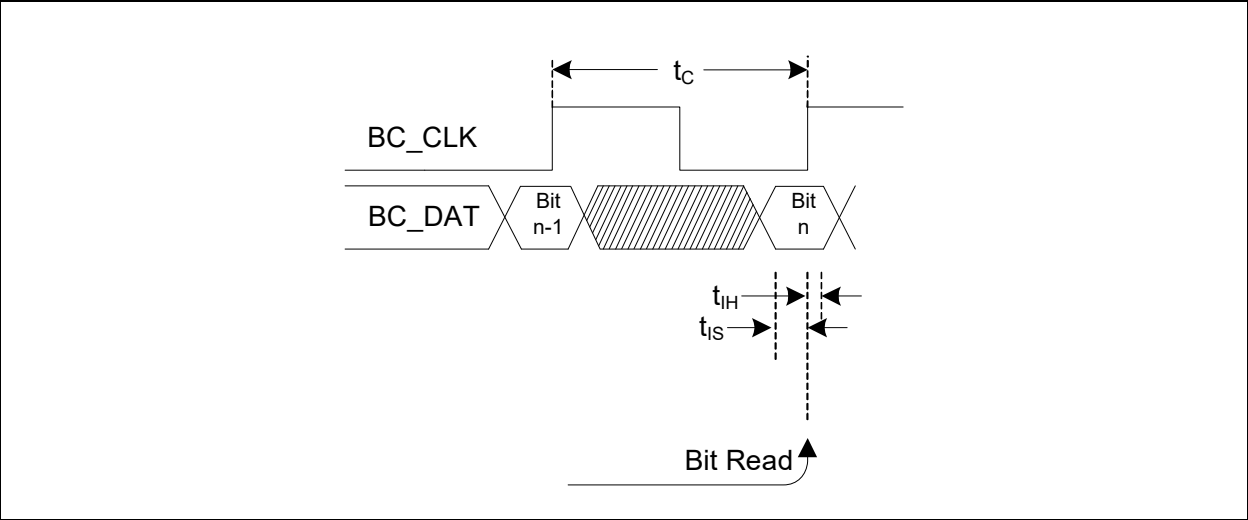 tC
BC_CLK
BC_DAT
Bit
n-1
Bit
n
tIH
tIS
Bit Read